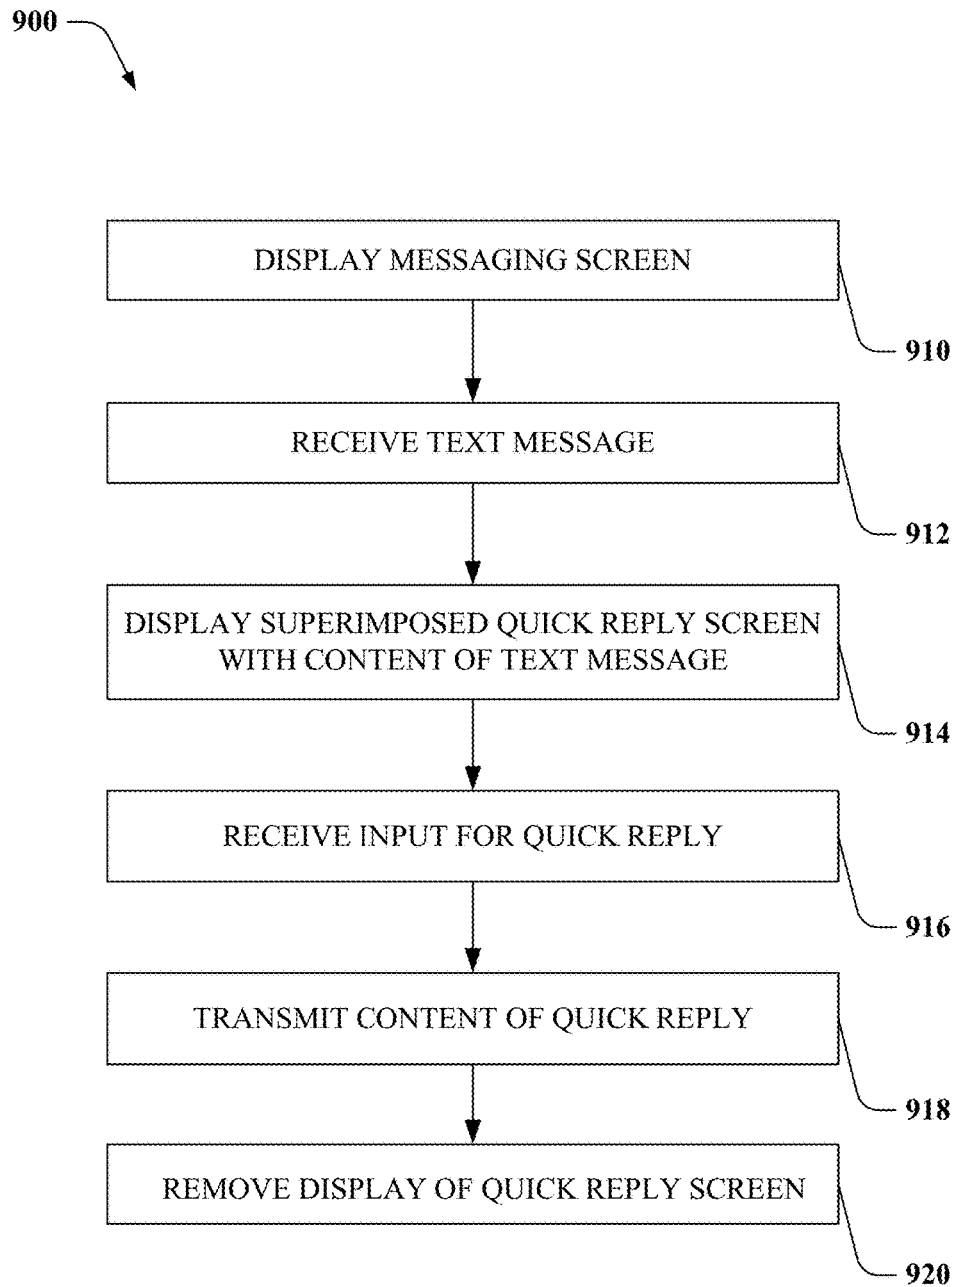 900
DISPLAY MESSAGING SCREEN
910
RECEIVE TEXT MESSAGE
912
DISPLAY SUPERIMPOSED QUICK REPLY SCREEN
WITH CONTENT OF TEXT MESSAGE
914
RECEIVE INPUT FOR QUICK REPLY
916
TRANSMIT CONTENT OF QUICK REPLY
918
REMOVE DISPLAY OF QUICK REPLY SCREEN
920